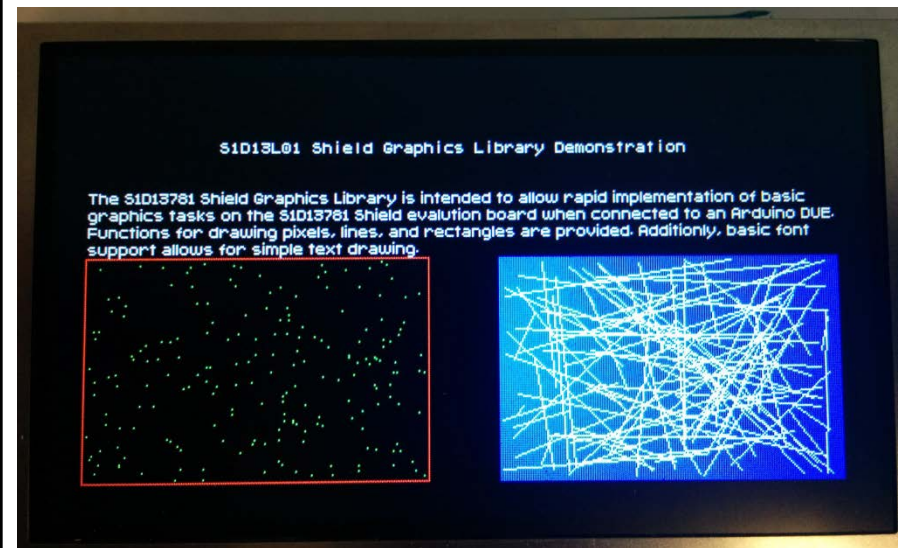 S1D13L01 Shield Graphics Library Demonstration
The S1D13781 Shield Graphics Library is intended to allow rapid implementation of basic
graphics tasks on the S1D13781 Shield evalution board when connected to an Arduino DUE.
Functions for drawing pixels, lines, and rectangles are provided. Additionly, basic font
support allows for simple text drawing.